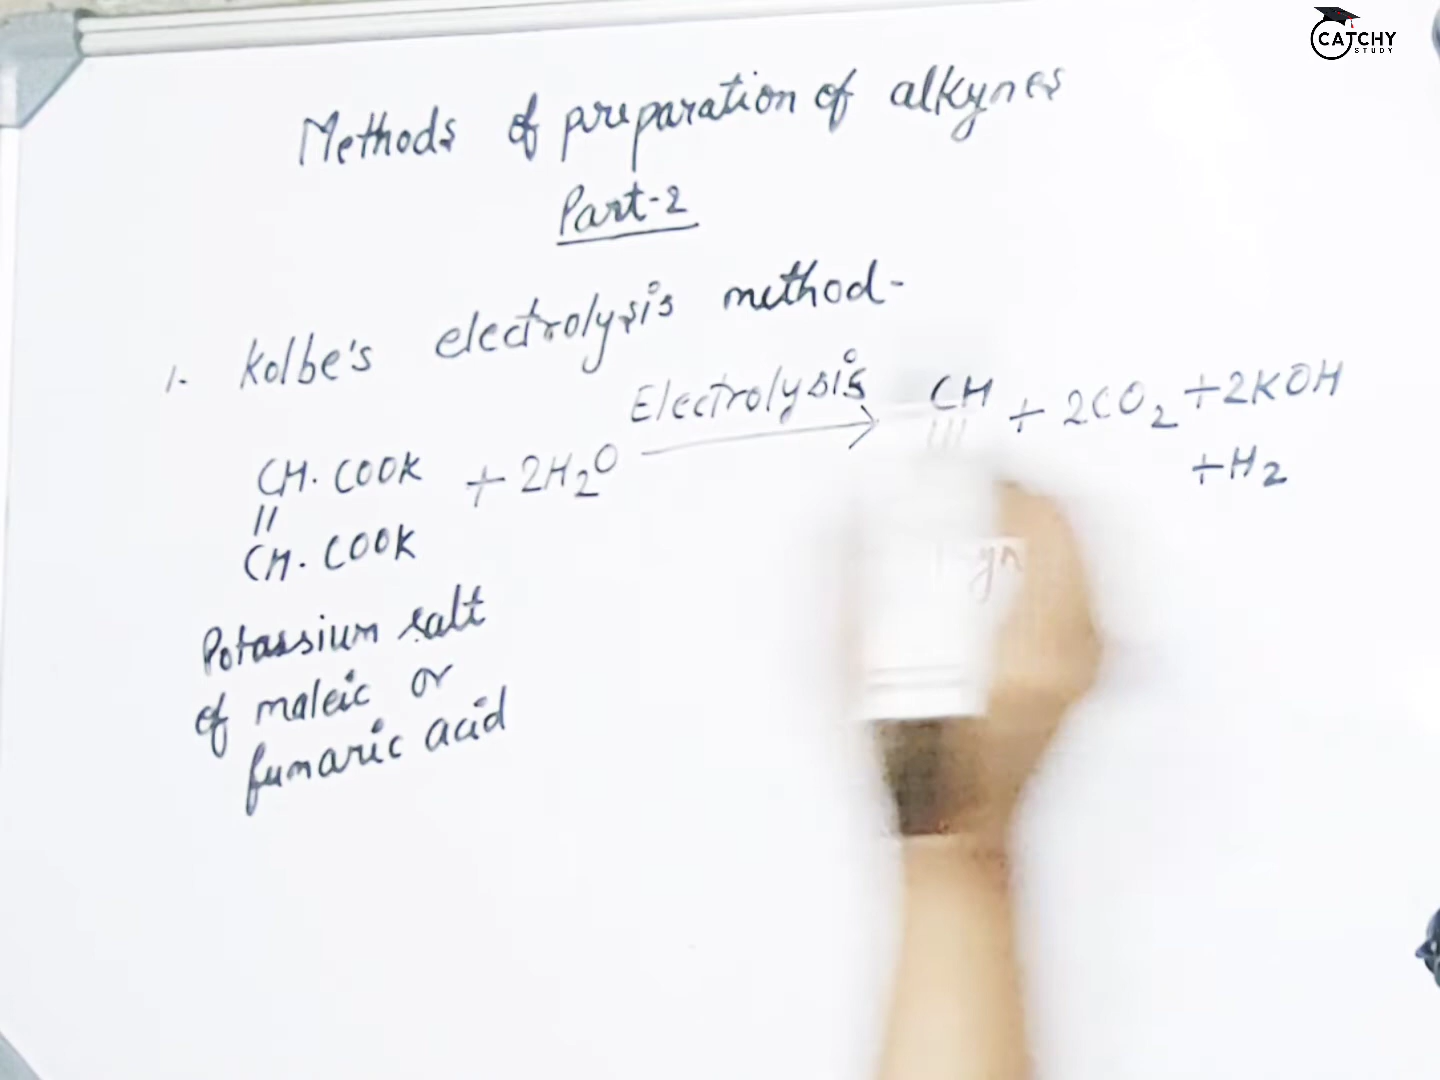 CATCHY
STUDY
Methods of preparation of alkynes
Part-2
1. Kolbe's electrolysis method-
Electrolysis
CH.COOK + 2H₂O → CH + 2CO₂ + 2KOH
|| ||| + H₂
CH.COOK
Potassium salt
of maleic or
fumaric acid